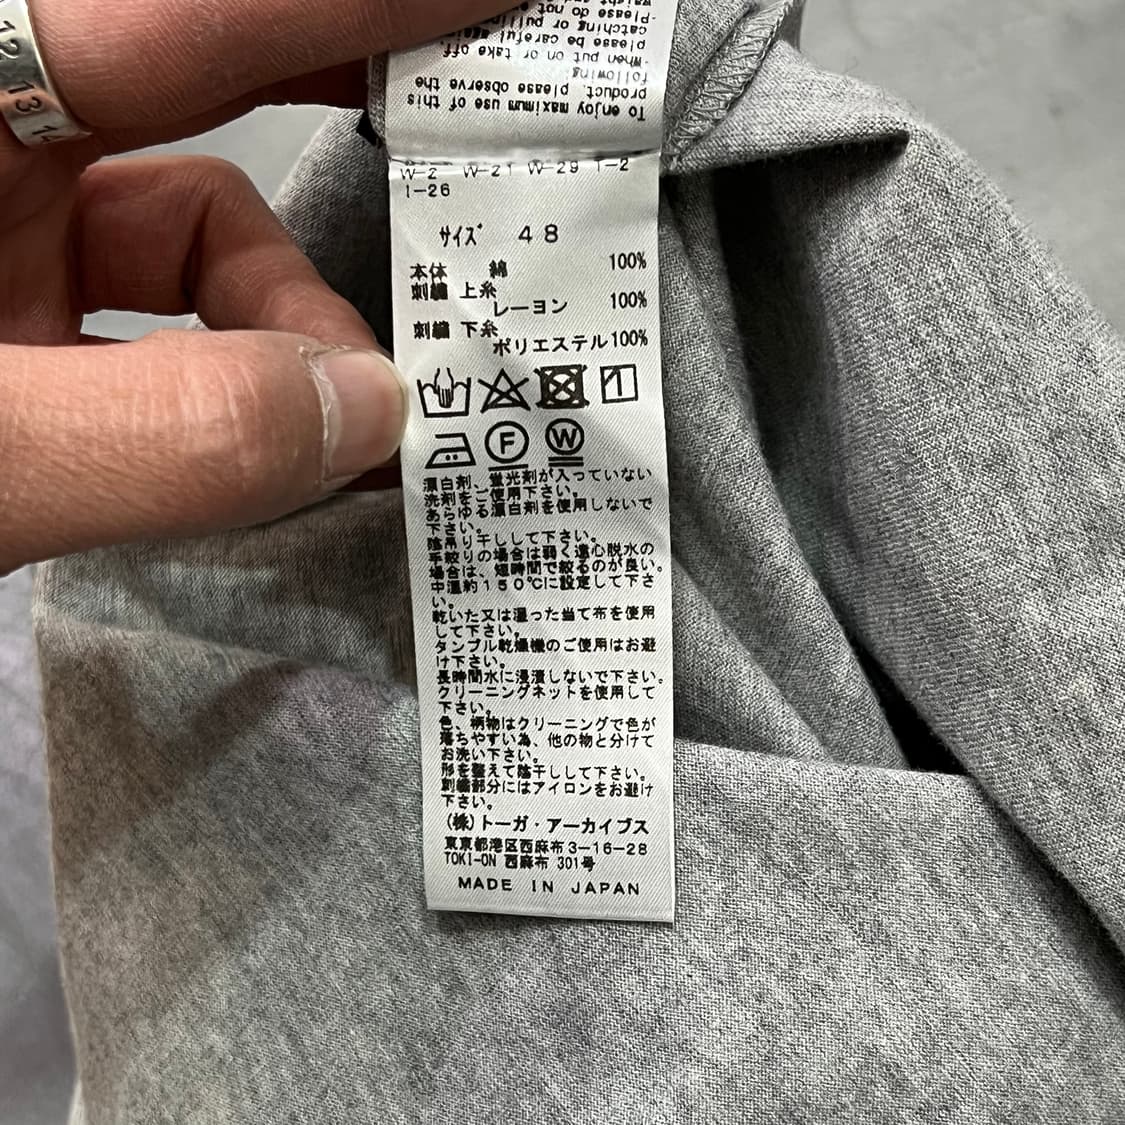 12 13 14
To enjoy maximum use of this
product, please observe the
following:
-When put on or take off,
please be careful against
catching or pulling
-Please do not
W-2 W-21 W-29 T-2
I-26
サイズ 48
本体 綿 100%
刺繍 上糸
レーヨン 100%
刺繍 下糸
ポリエステル100%
F W
漂白剤、蛍光剤が入っていない
洗剤をご使用下さい。
あらゆる漂白剤を使用しないで
下さい。
陰吊り干しして下さい。
手絞りの場合は弱く遠心脱水の
場合は、短時間で絞るのが良い。
中温約150℃に設定して下さ
い。
乾いた又は湿った当て布を使用
して下さい。
タンブル乾燥機のご使用はお避
け下さい。
長時間水に浸漬しないで下さい。
クリーニングネットを使用して
下さい。
色、柄物はクリーニングで色が
落ちやすい為、他の物と分けて
お洗い下さい。
形を整えて陰干しして下さい。
刺繍部分にはアイロンをお避け
下さい。
(株)トーガ・アーカイブス
東京都港区西麻布3-16-28
TOKI-ON 西麻布 301号
MADE IN JAPAN